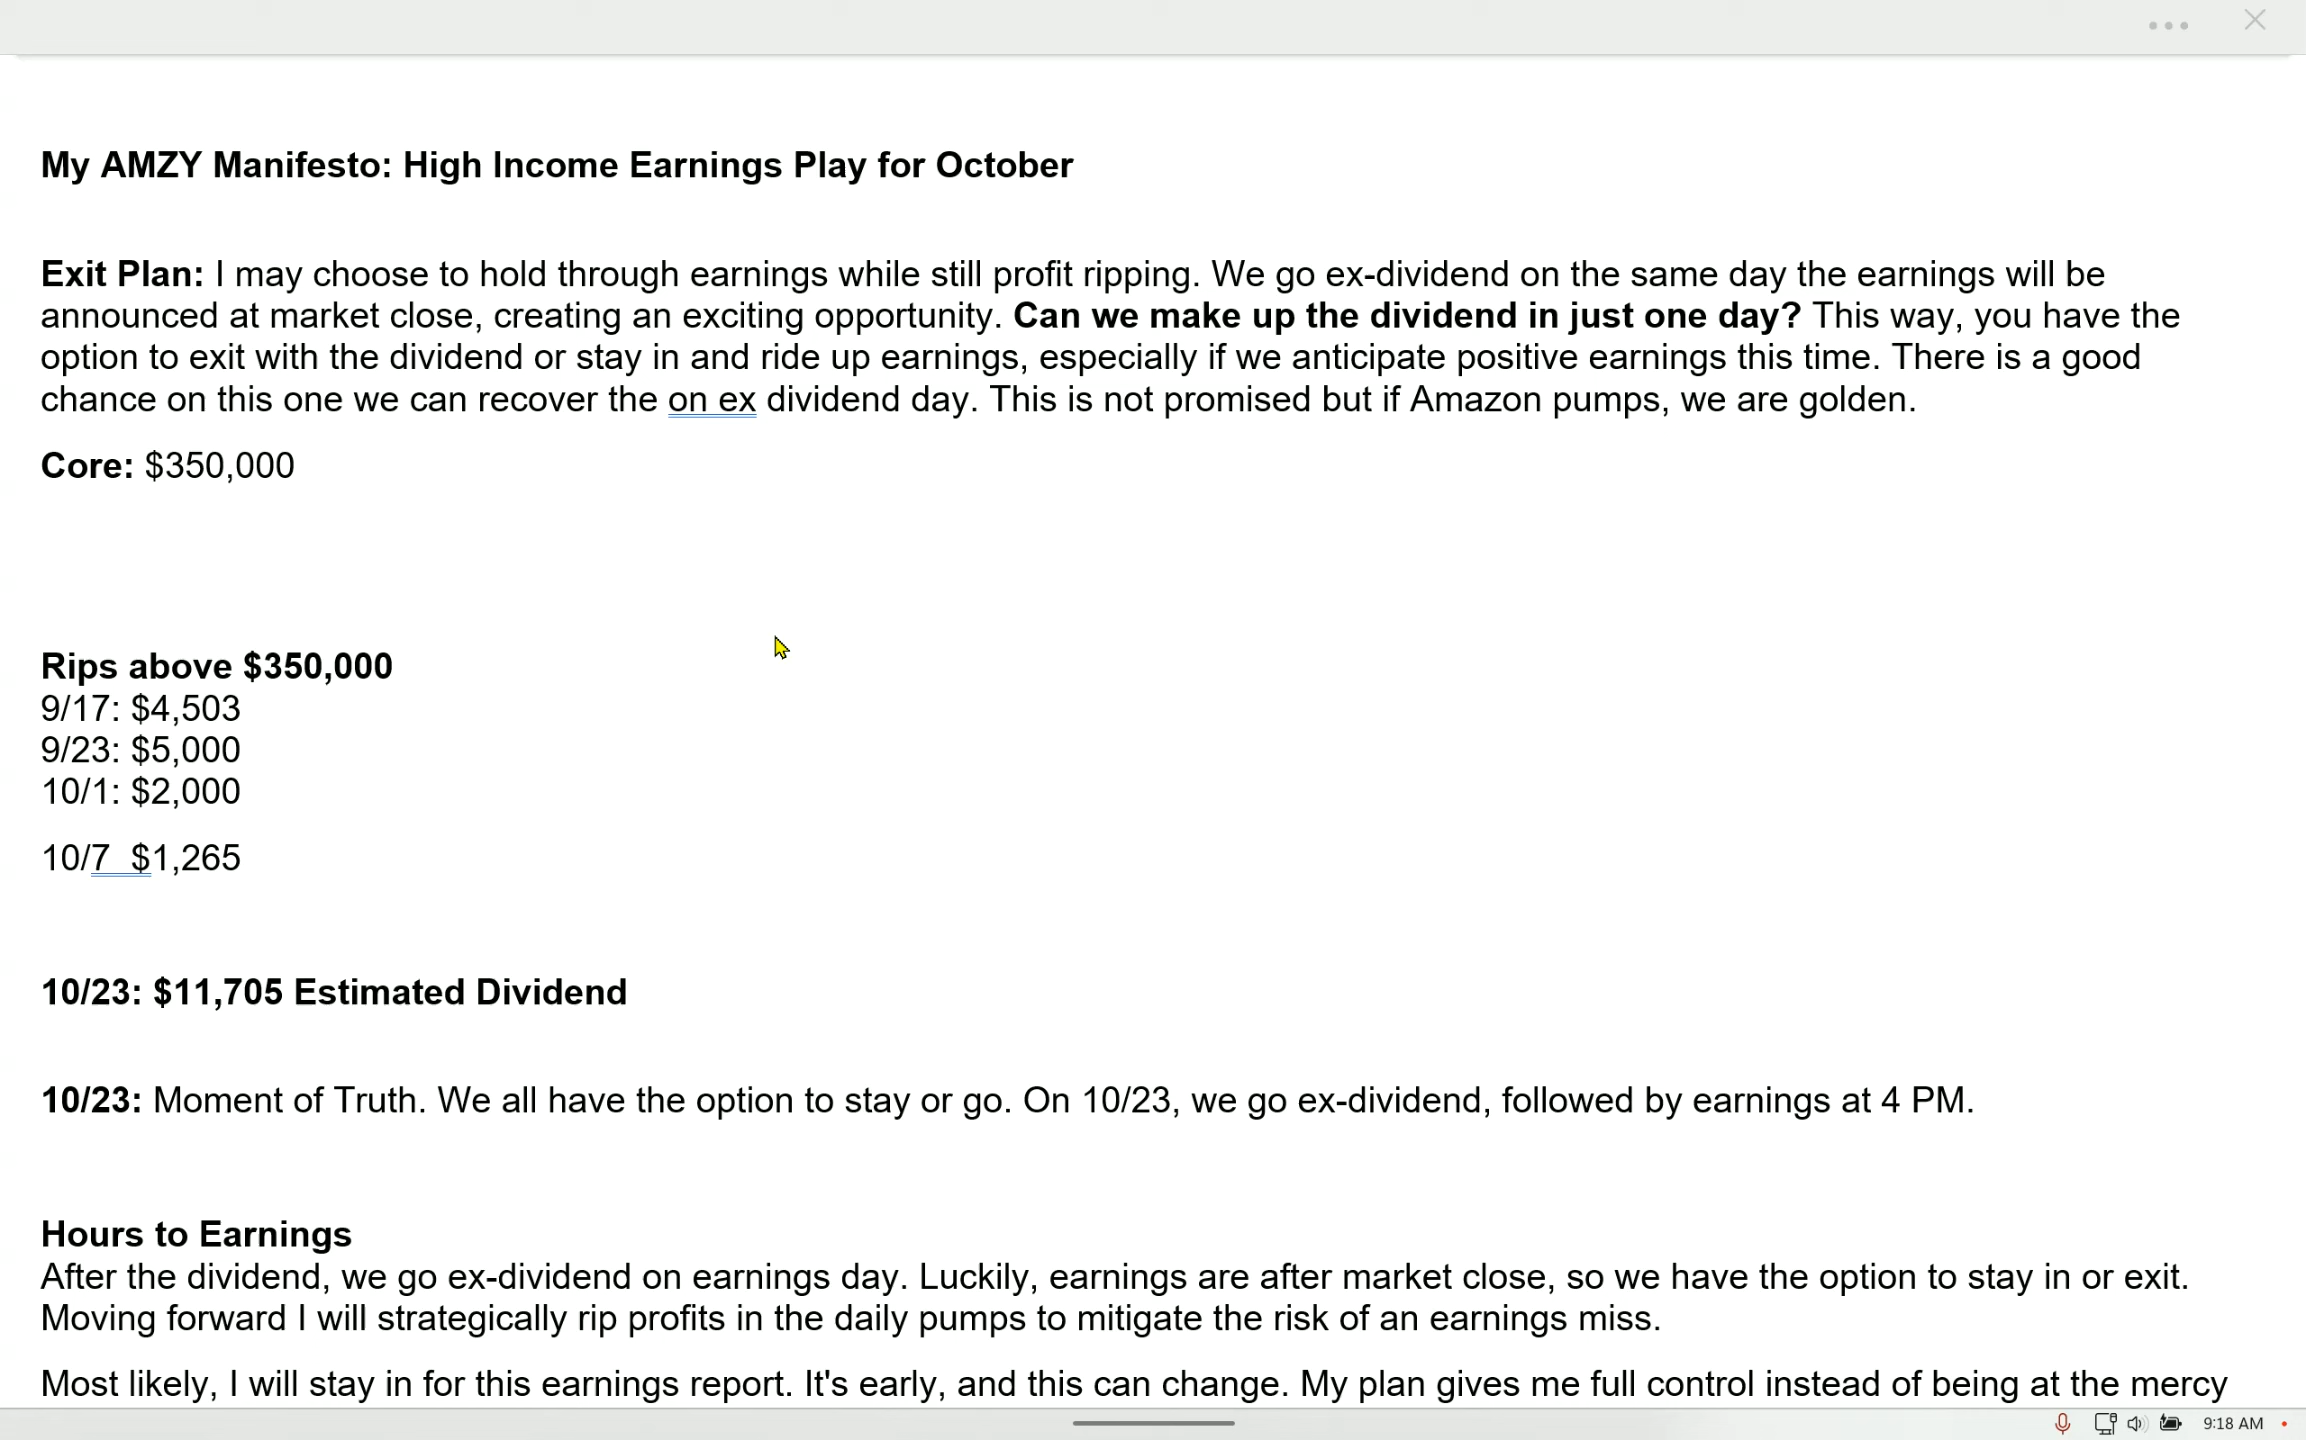 My AMZY Manifesto: High Income Earnings Play for October
Exit Plan: I may choose to hold through earnings while still profit ripping. We go ex-dividend on the same day the earnings will be
announced at market close, creating an exciting opportunity. Can we make up the dividend in just one day? This way, you have the
option to exit with the dividend or stay in and ride up earnings, especially if we anticipate positive earnings this time. There is a good
chance on this one we can recover the on ex dividend day. This is not promised but if Amazon pumps, we are golden.
Core: $350,000
Rips above $350,000
9/17: $4,503
9/23: $5,000
10/1: $2,000
10/7  $1,265
10/23: $11,705 Estimated Dividend
10/23: Moment of Truth. We all have the option to stay or go. On 10/23, we go ex-dividend, followed by earnings at 4 PM.
Hours to Earnings
After the dividend, we go ex-dividend on earnings day. Luckily, earnings are after market close, so we have the option to stay in or exit.
Moving forward I will strategically rip profits in the daily pumps to mitigate the risk of an earnings miss.
Most likely, I will stay in for this earnings report. It's early, and this can change. My plan gives me full control instead of being at the mercy
9:18 AM